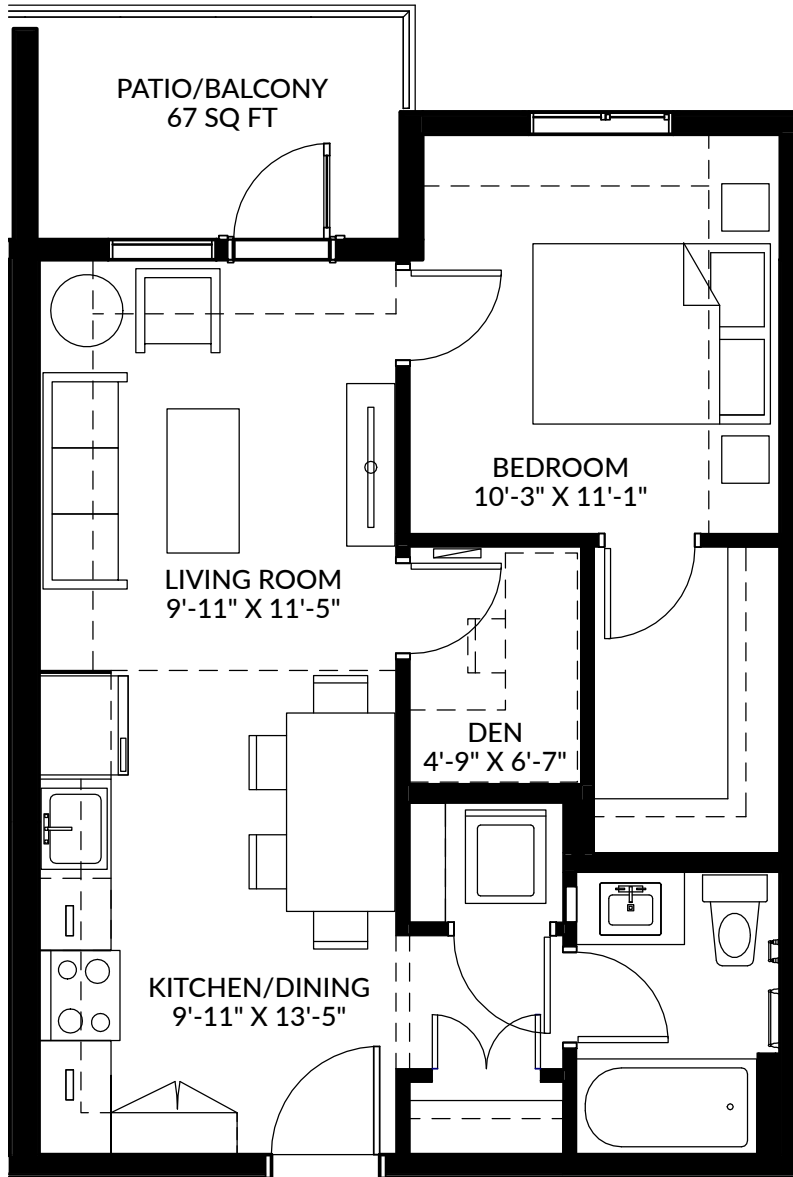 PATIO/BALCONY
67 SQ FT
BEDROOM
10'-3" X 11'-1"
LIVING ROOM
9'-11" X 11'-5"
DEN
4'-9" X 6'-7"
KITCHEN/DINING
9'-11" X 13'-5"